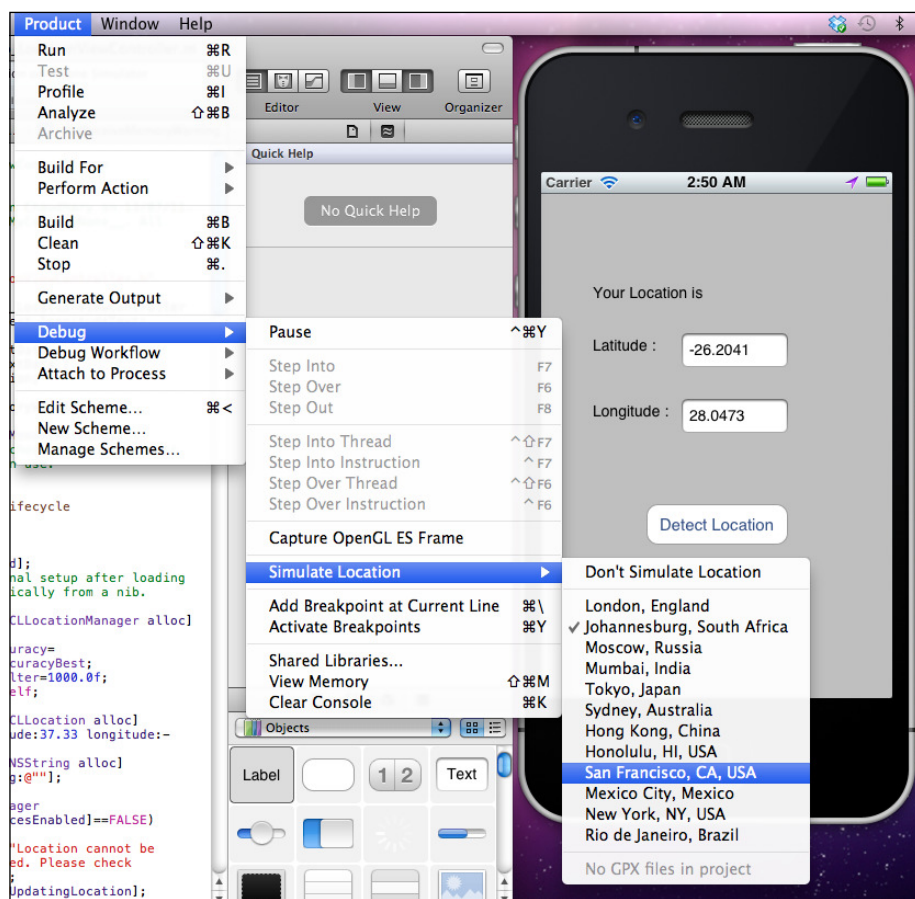 Product Window Help
Run ⌘R
Test ⌘U
Profile ⌘I
Analyze ⇧⌘B
Archive
Build For
Perform Action
Build ⌘B
Clean ⇧⌘K
Stop ⌘.
Generate Output
Debug
Debug Workflow
Attach to Process
Edit Scheme... ⌘<
New Scheme...
Manage Schemes...
Editor View Organizer
Quick Help
No Quick Help
Pause ^⌘Y
Step Into F7
Step Over F6
Step Out F8
Step Into Thread ^⇧F7
Step Into Instruction ^F7
Step Over Thread ^⇧F6
Step Over Instruction ^F6
Capture OpenGL ES Frame
Simulate Location
Add Breakpoint at Current Line ⌘\
Activate Breakpoints ⌘Y
Shared Libraries...
View Memory ⇧⌘M
Clear Console ⌘K
Don't Simulate Location
London, England
✓ Johannesburg, South Africa
Moscow, Russia
Mumbai, India
Tokyo, Japan
Sydney, Australia
Hong Kong, China
Honolulu, HI, USA
San Francisco, CA, USA
Mexico City, Mexico
New York, NY, USA
Rio de Janeiro, Brazil
No GPX files in project
Carrier 2:50 AM
Your Location is
Latitude : -26.2041
Longitude : 28.0473
Detect Location
n use.
ifecycle
d];
nal setup after loading
ically from a nib.
CLLocationManager alloc]
uracy=
curacyBest;
lter=1000.0f;
elf;
CLLocation alloc]
ude:37.33 longitude:-
NSString alloc]
g:@""];
ager
cesEnabled]==FALSE)
"Location cannot be
ed. Please check
;
UpdatingLocation];
Objects
Label 1 2 Text